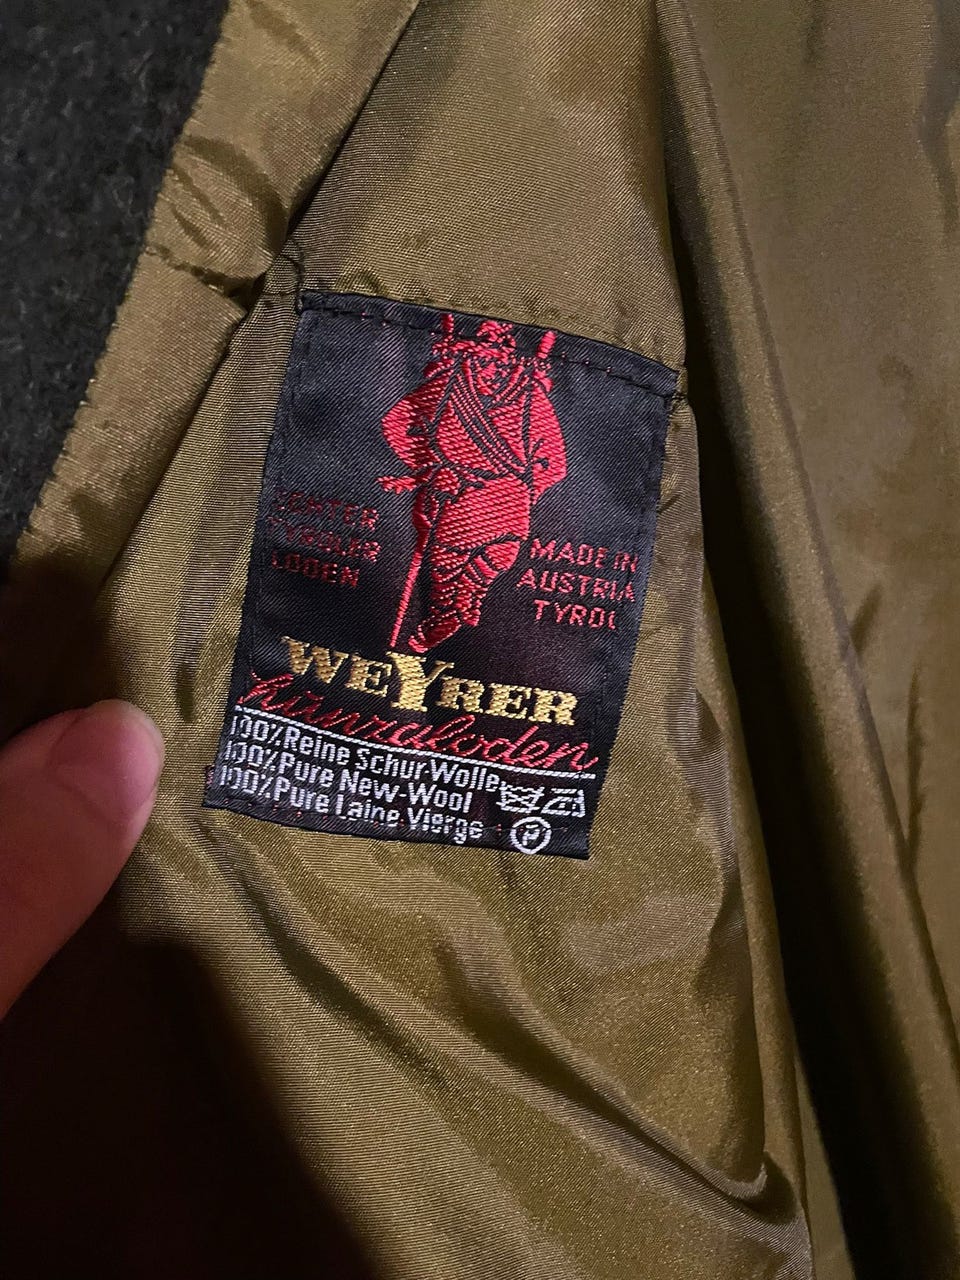 ECHTER
TYROLER
LODEN
MADE IN
AUSTRIA
TYROL
WEYRER
100% Reine Schur-Wolle
100% Pure New-Wool
100% Pure Laine Vierge
P